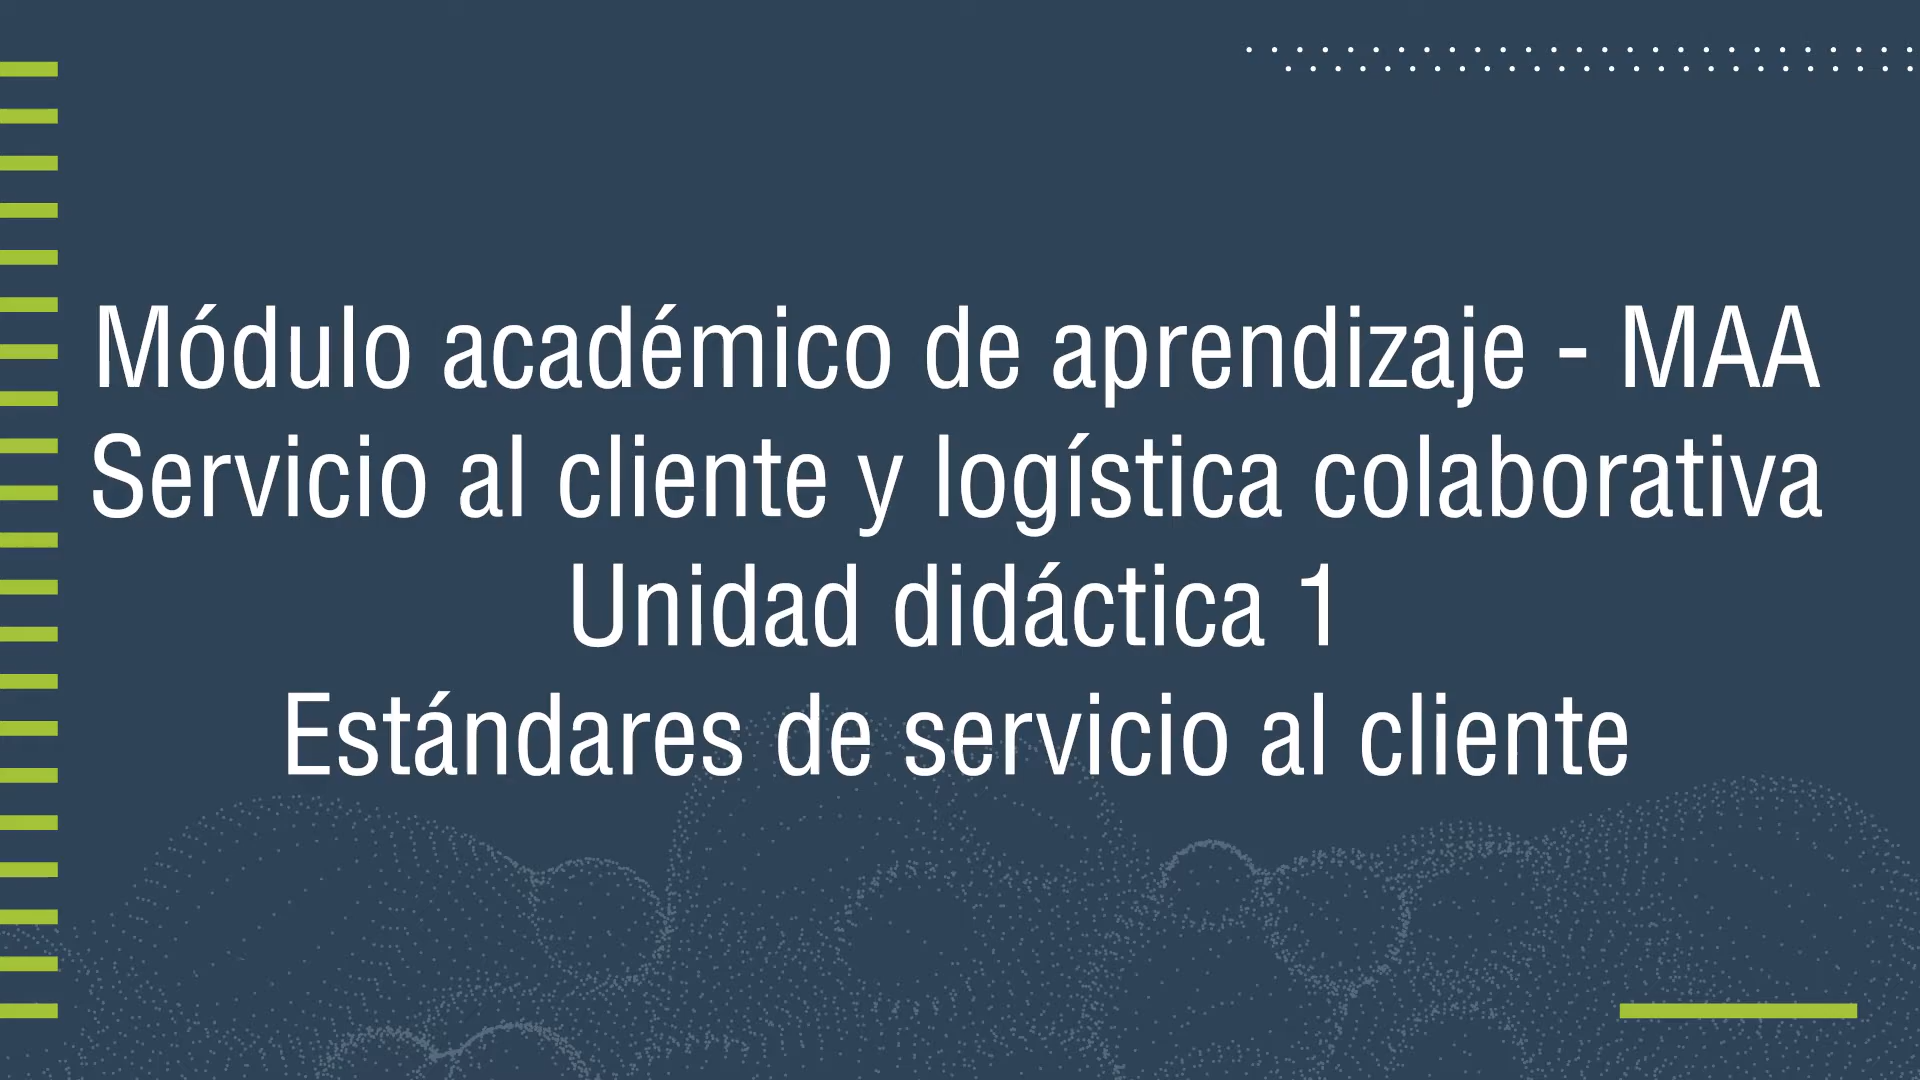 Módulo académico de aprendizaje - MAA
Servicio al cliente y logística colaborativa
Unidad didáctica 1
Estándares de servicio al cliente